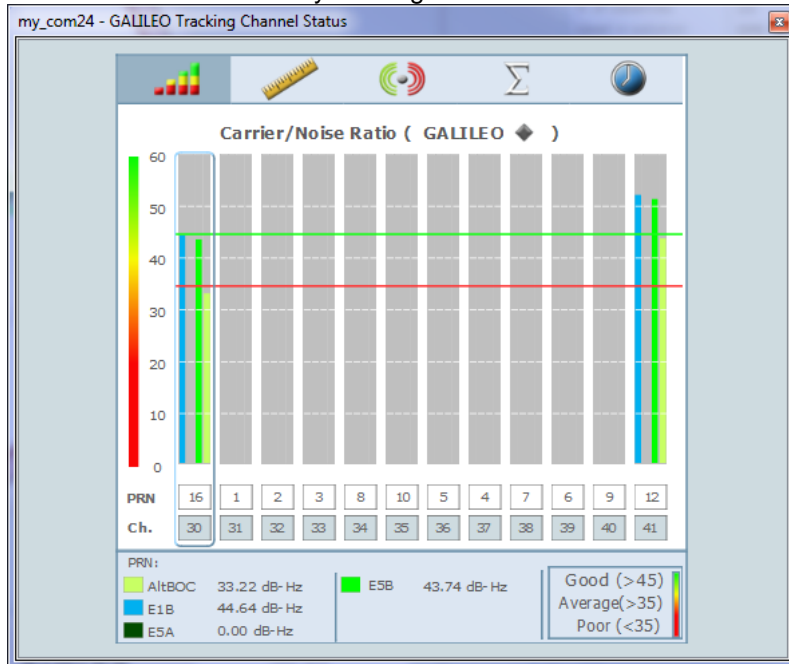 my_com24 - GALILEO Tracking Channel Status
Carrier/Noise Ratio ( GALILEO ◆ )
60
50
40
30
20
10
0
PRN 16 1 2 3 8 10 5 4 7 6 9 12
Ch. 30 31 32 33 34 35 36 37 38 39 40 41
PRN:
AltBOC 33.22 dB-Hz E5B 43.74 dB-Hz
E1B 44.64 dB-Hz
E5A 0.00 dB-Hz
Good (>45)
Average(>35)
Poor (<35)